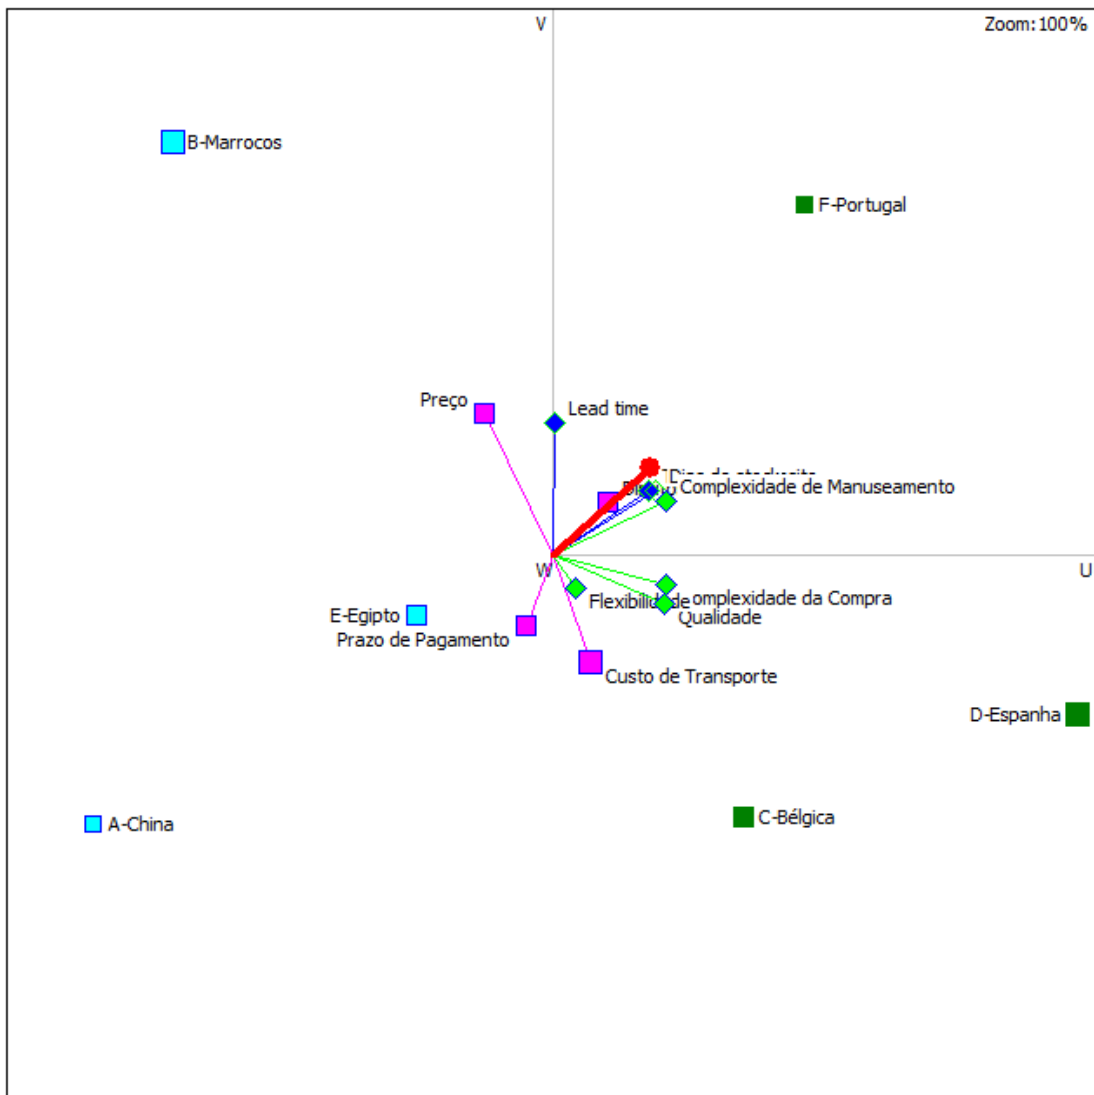 V
Zoom:100%
B-Marrocos
F-Portugal
Preço
Lead time
Complexidade de Manuseamento
W
U
E-Egipto
Flexibilidade
omplexidade da Compra
Prazo de Pagamento
Qualidade
Custo de Transporte
D-Espanha
A-China
C-Bélgica